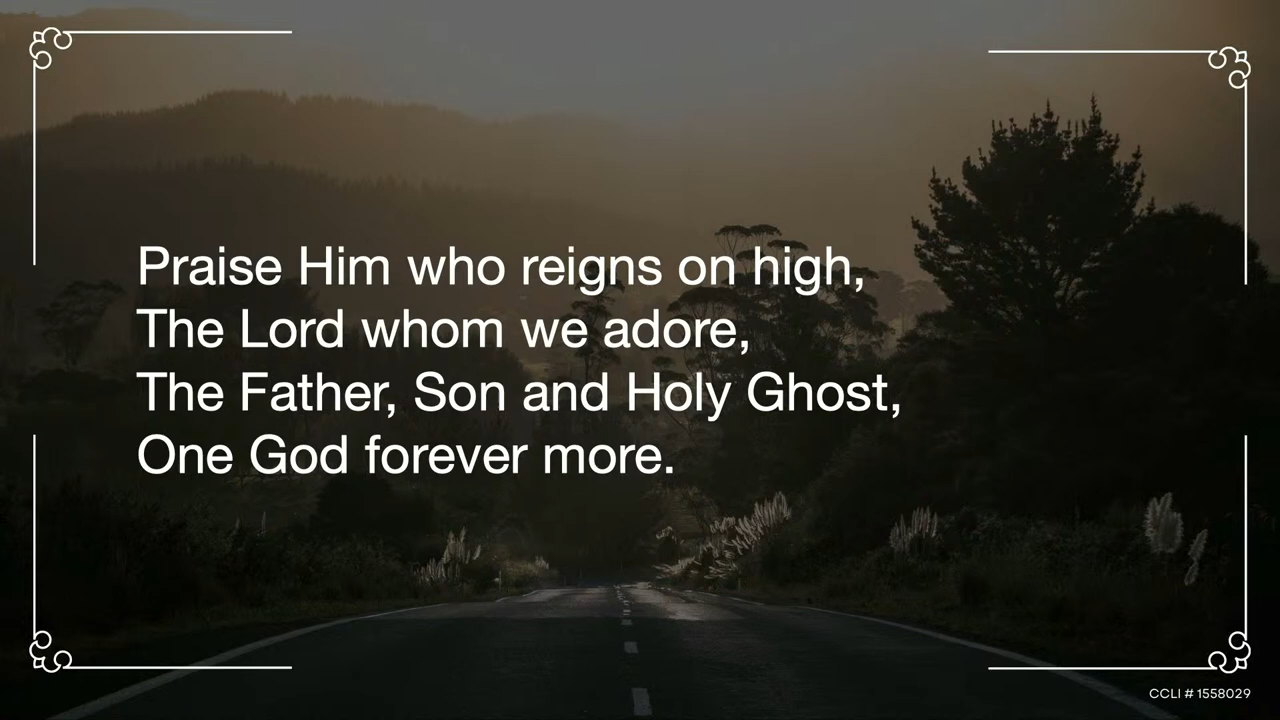 Praise Him who reigns on high,
The Lord whom we adore,
The Father, Son and Holy Ghost,
One God forever more.
CCLI # 1558029